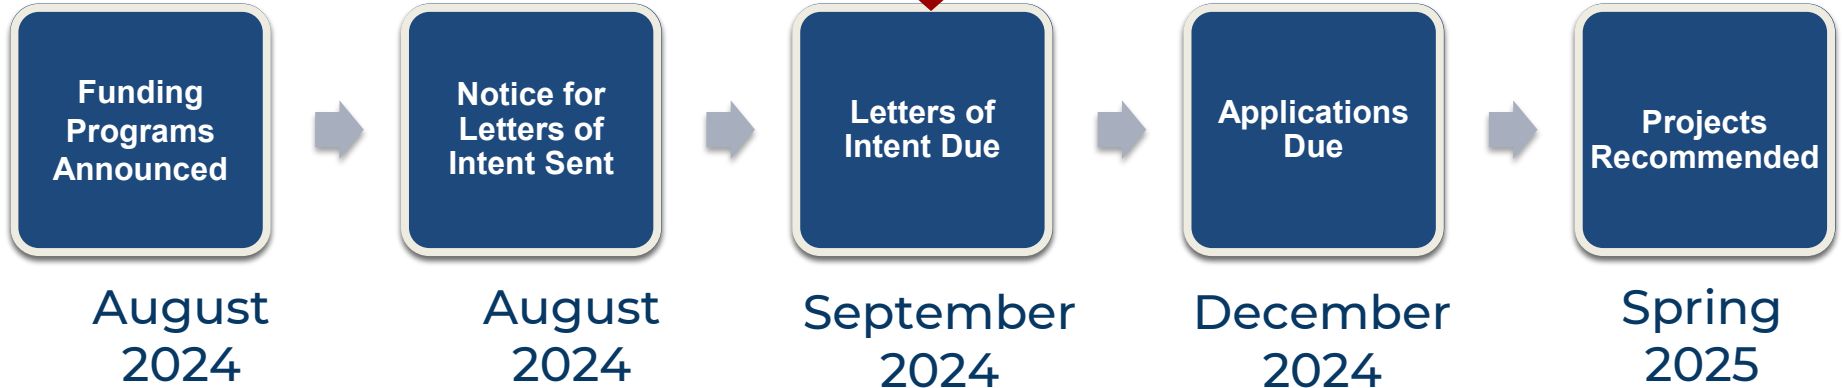 Funding
Programs
Announced
Notice for
Letters of
Intent Sent
Letters of
Intent Due
Applications
Due
Projects
Recommended
August
2024
August
2024
September
2024
December
2024
Spring
2025